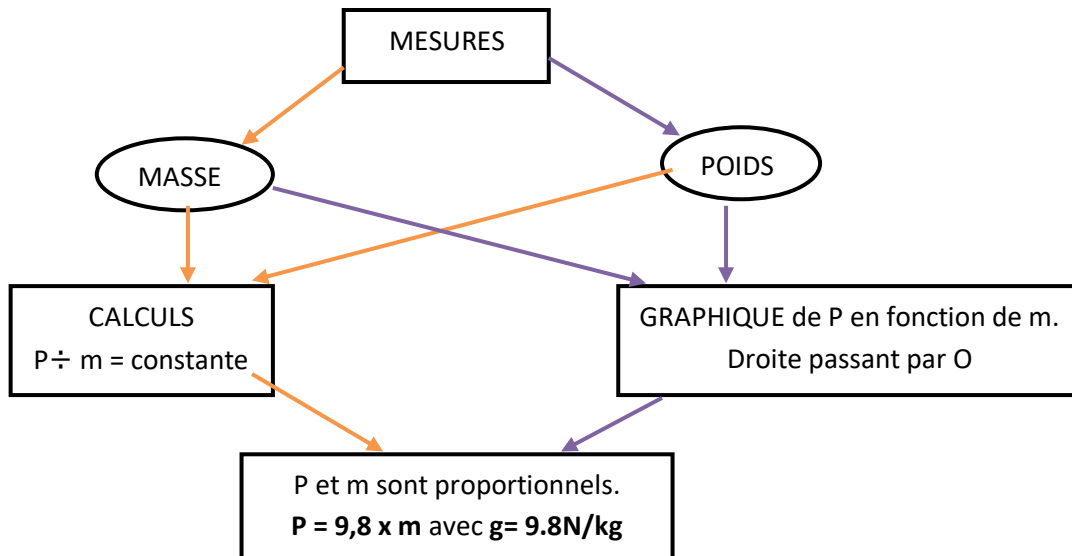 MESURES
MASSE
POIDS
CALCULS
P÷ m = constante
GRAPHIQUE de P en fonction de m.
Droite passant par O
P et m sont proportionnels.
P = 9,8 x m avec g= 9.8N/kg